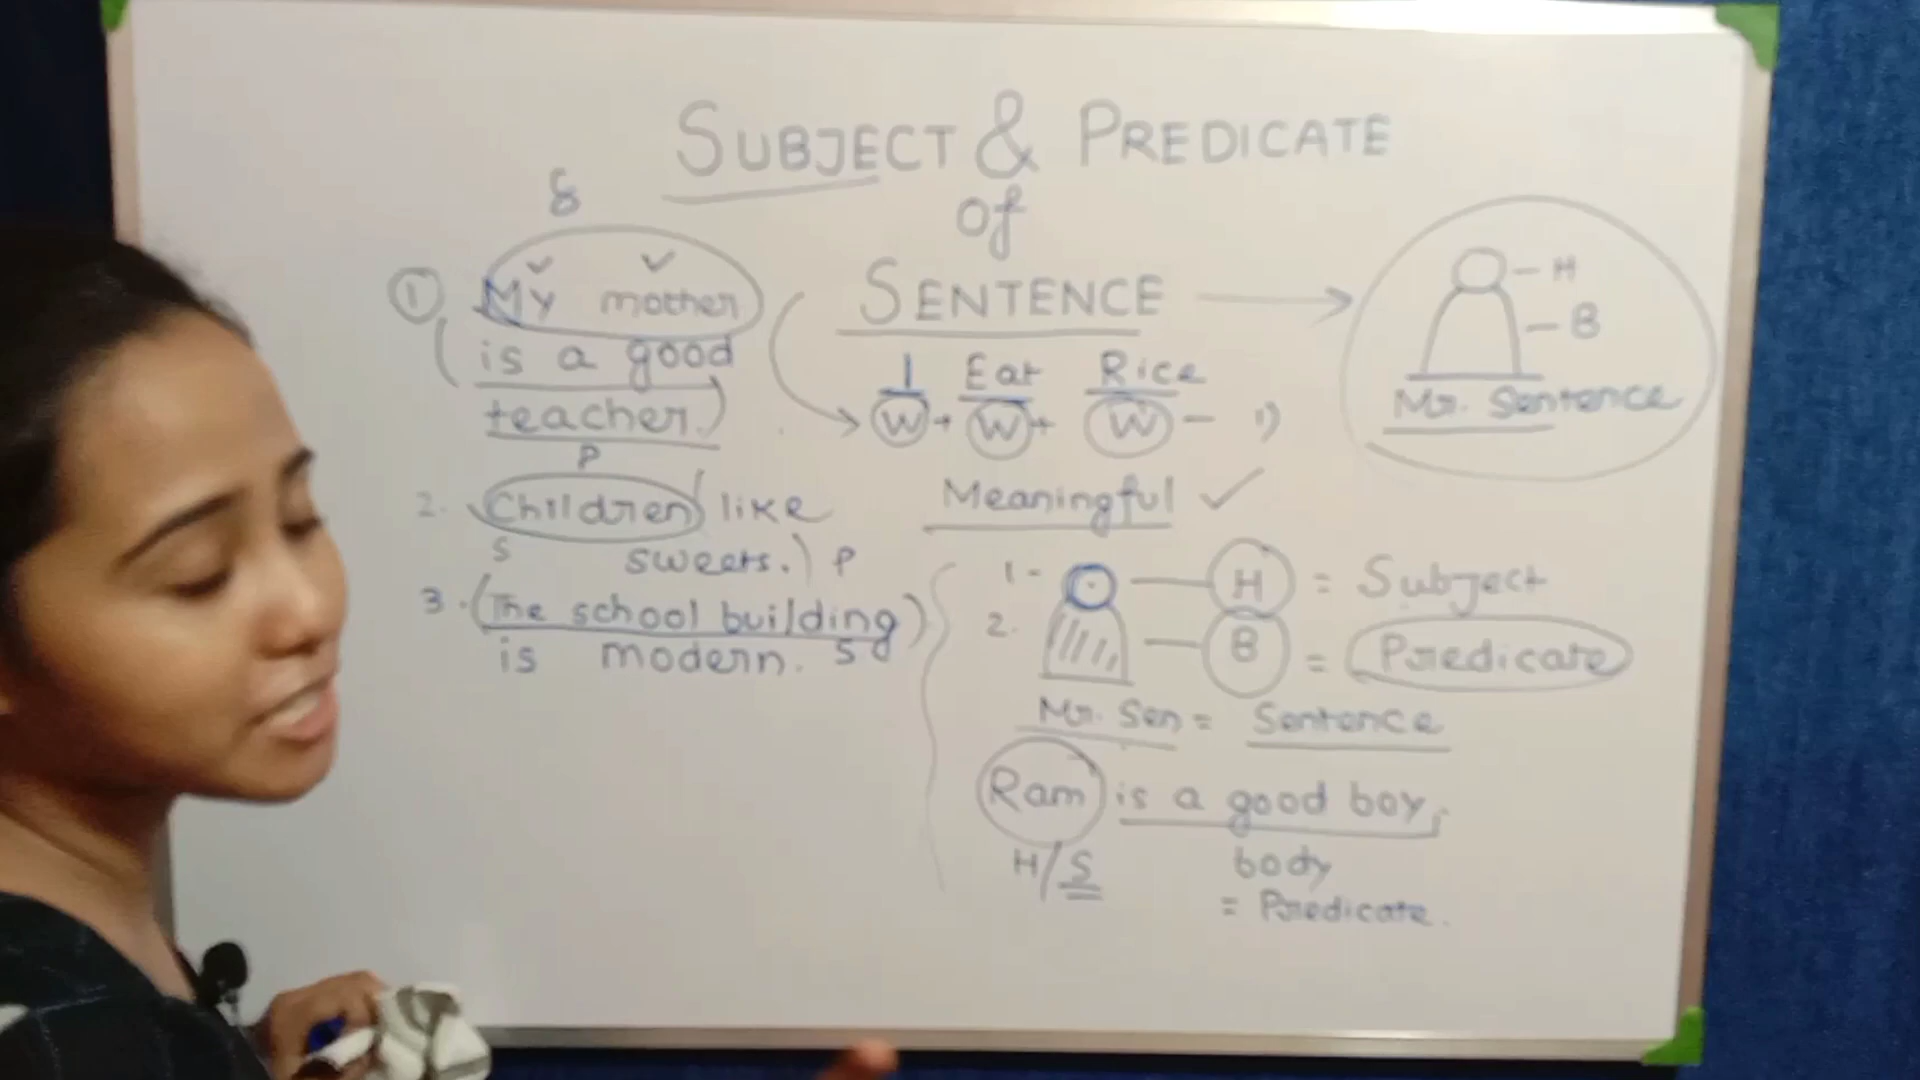 SUBJECT & PREDICATE
of
SENTENCE
S
① My mother
is a good
teacher.
P
2. Children like
S sweets. P
3. (The school building)
is modern. S
H
B
Mr. Sentence
I Eat Rice
W + W + W - 1)
Meaningful ✓
1- H = Subject
2. B = Predicate
Mr. Sen = Sentence
Ram is a good boy.
H/S body
= Predicate.